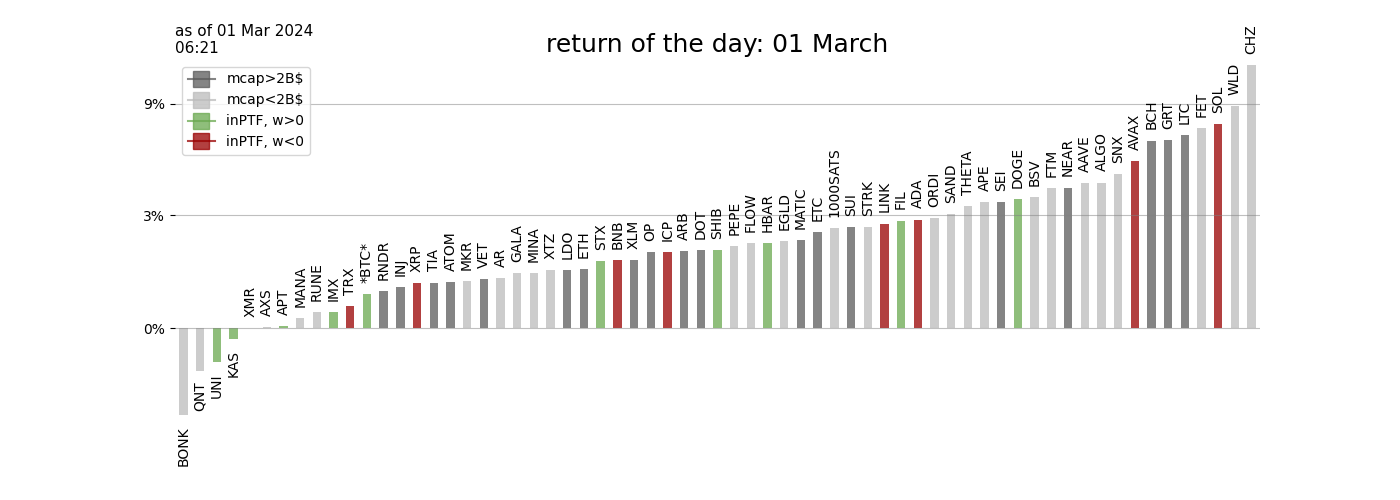 as of 01 Mar 2024
06:21
return of the day: 01 March
mcap>2B$
mcap<2B$
inPTF, w>0
inPTF, w<0
9%
3%
0%
BONK
QNT
UNI
KAS
XMR
AXS
APT
MANA
RUNE
IMX
TRX
*BTC*
RNDR
INJ
XRP
TIA
ATOM
MKR
VET
AR
GALA
MINA
XTZ
LDO
ETH
STX
BNB
XLM
OP
ICP
ARB
DOT
SHIB
PEPE
FLOW
HBAR
EGLD
MATIC
ETC
1000SATS
SUI
STRK
LINK
FIL
ADA
ORDI
SAND
THETA
APE
SEI
DOGE
BSV
FTM
NEAR
AAVE
ALGO
SNX
AVAX
BCH
GRT
LTC
FET
SOL
WLD
CHZ